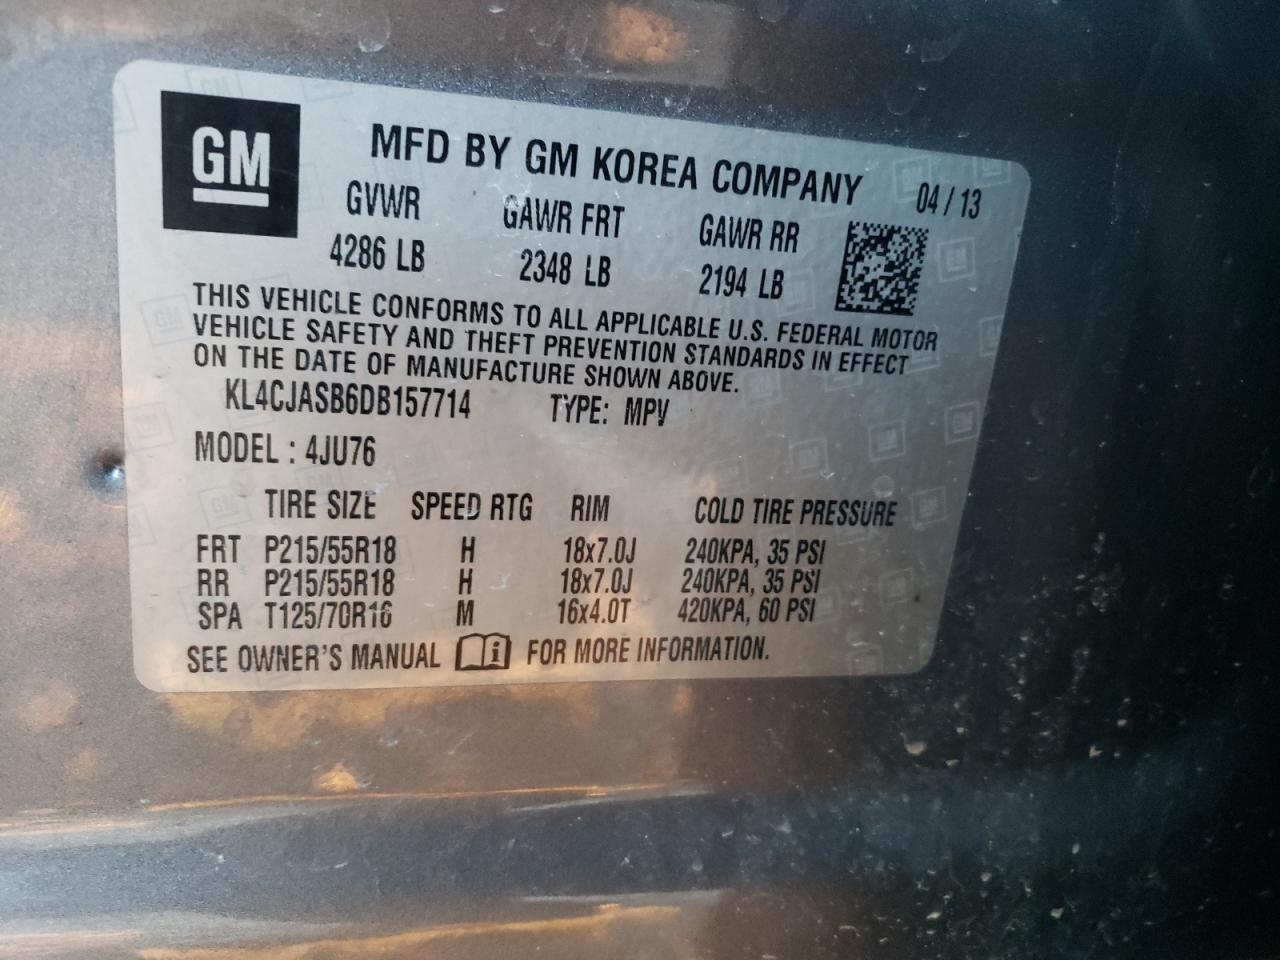 GM
MFD BY GM KOREA COMPANY 04 / 13
GVWR GAWR FRT GAWR RR
4286 LB 2348 LB 2194 LB
THIS VEHICLE CONFORMS TO ALL APPLICABLE U.S. FEDERAL MOTOR
VEHICLE SAFETY AND THEFT PREVENTION STANDARDS IN EFFECT
ON THE DATE OF MANUFACTURE SHOWN ABOVE.
KL4CJASB6DB157714 TYPE: MPV
MODEL : 4JU76
TIRE SIZE SPEED RTG RIM COLD TIRE PRESSURE
FRT P215/55R18 H 18x7.0J 240KPA, 35 PSI
RR P215/55R18 H 18x7.0J 240KPA, 35 PSI
SPA T125/70R16 M 16x4.0T 420KPA, 60 PSI
SEE OWNER'S MANUAL i FOR MORE INFORMATION.